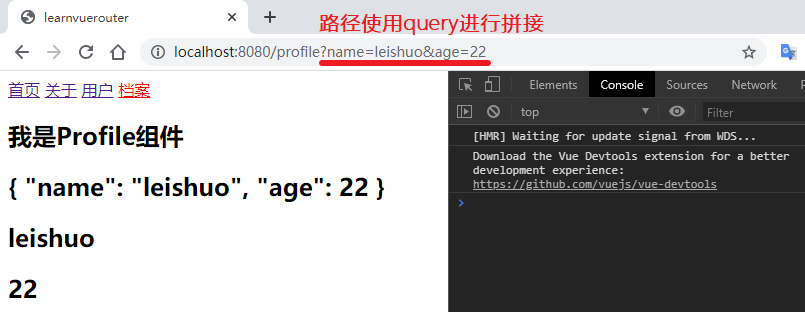 路径使用query进行拼接
learnvuerouter
localhost:8080/profile?name=leishuo&age=22
首页 关于 用户 档案
我是Profile组件
{ "name": "leishuo", "age": 22 }
leishuo
22
Elements Console Sources Network
top Filter
[HMR] Waiting for update signal from WDS...
Download the Vue Devtools extension for a better
development experience:
https://github.com/vuejs/vue-devtools